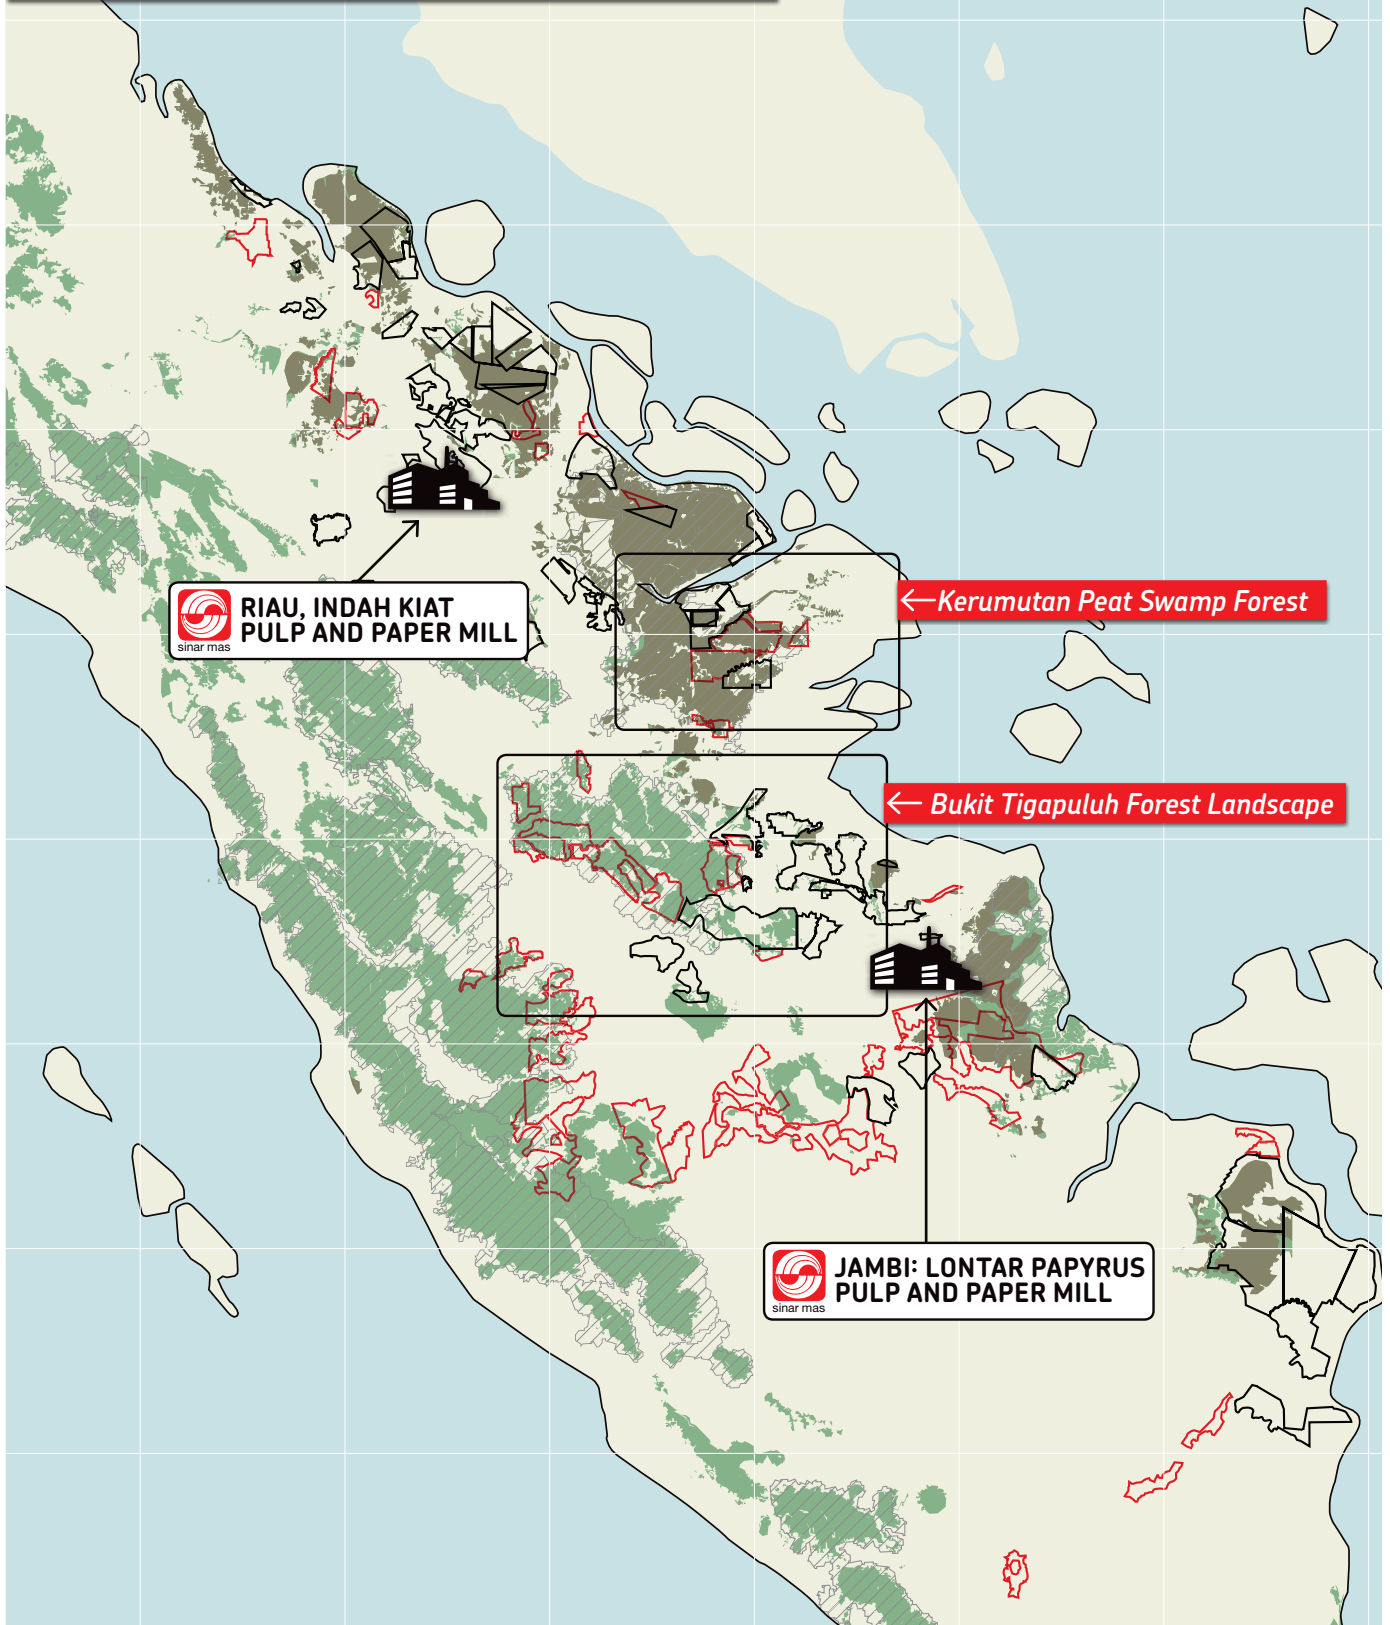 Kerumutan Peat Swamp Forest
sinar mas
RIAU, INDAH KIAT
PULP AND PAPER MILL
Bukit Tigapuluh Forest Landscape
sinar mas
JAMBI: LONTAR PAPYRUS
PULP AND PAPER MILL